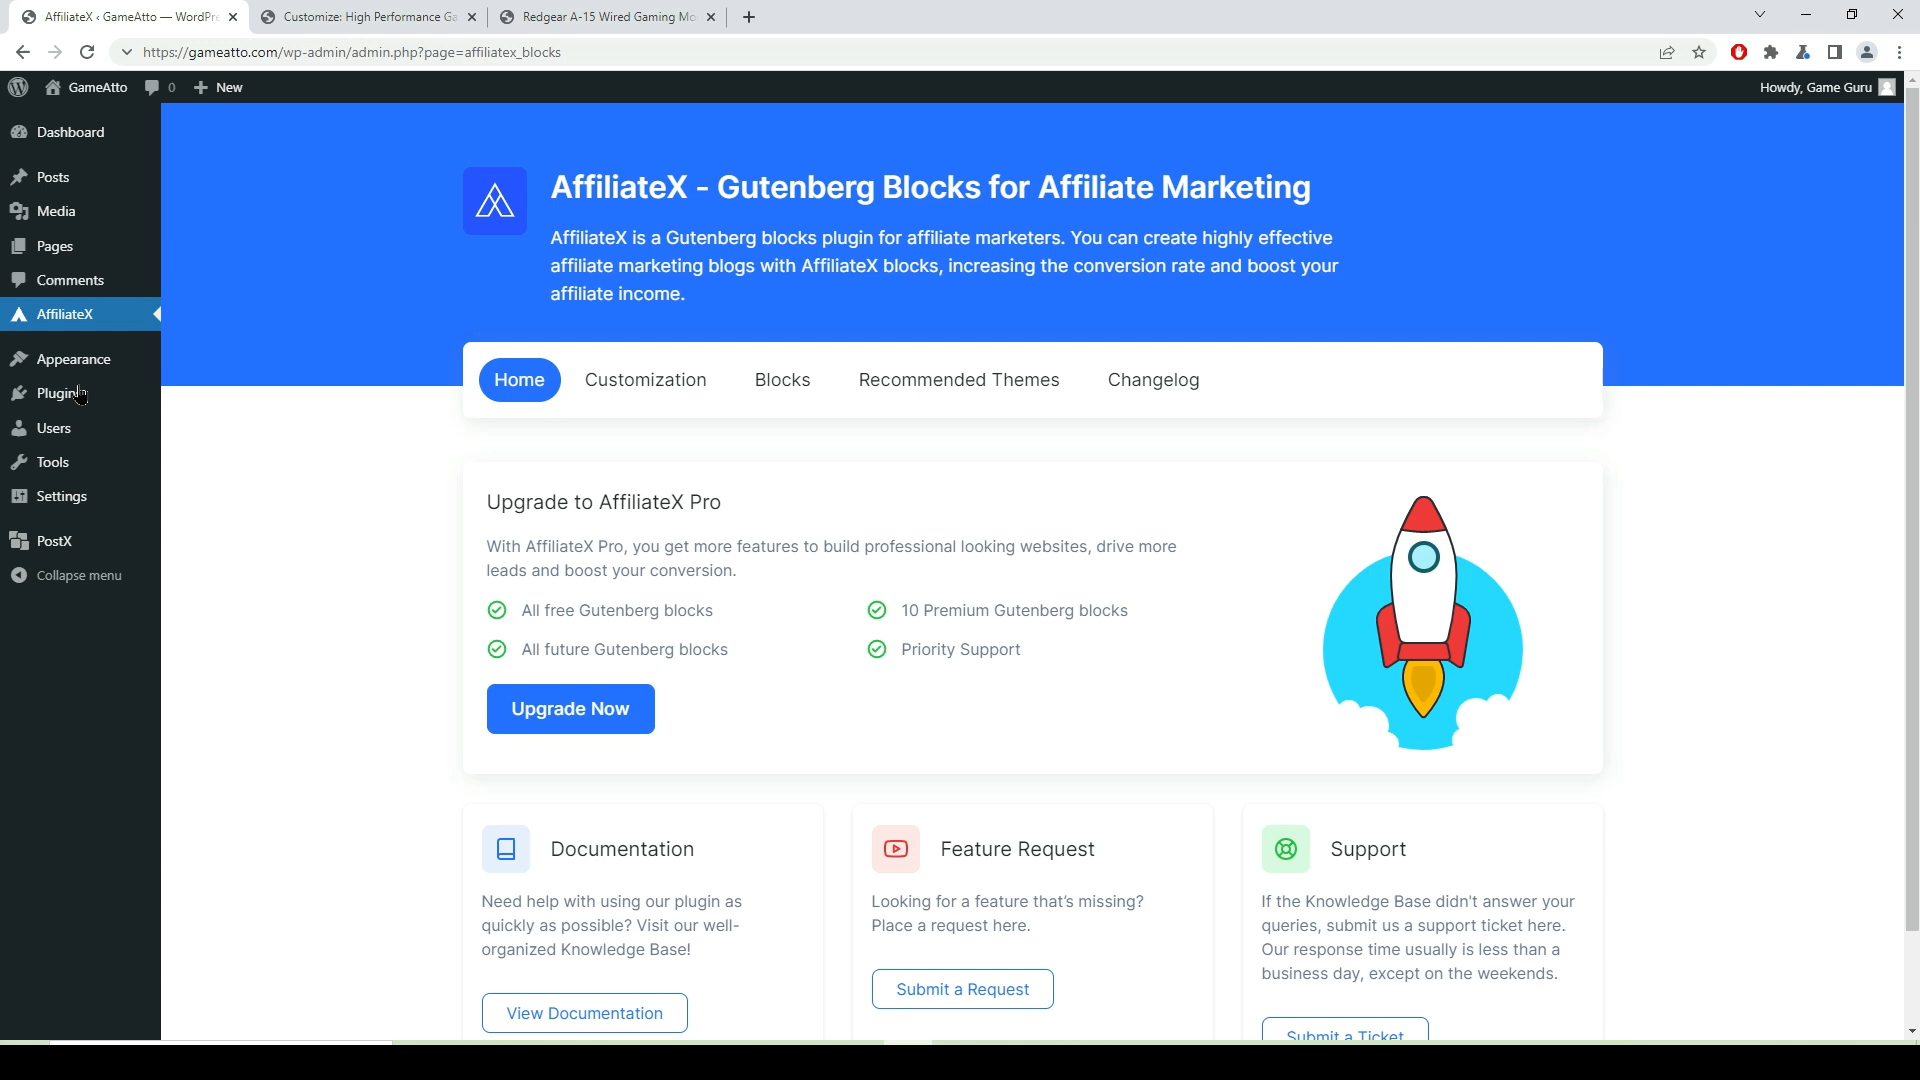 AffiliateX ‹ GameAtto — WordPre
Customize: High Performance Ga
Redgear A-15 Wired Gaming Mo
https://gameatto.com/wp-admin/admin.php?page=affiliatex_blocks
GameAtto
0
New
Howdy, Game Guru
Dashboard
Posts
Media
Pages
Comments
AffiliateX
Appearance
Users
Tools
Settings
PostX
Collapse menu
AffiliateX - Gutenberg Blocks for Affiliate Marketing
AffiliateX is a Gutenberg blocks plugin for affiliate marketers. You can create highly effective
affiliate marketing blogs with AffiliateX blocks, increasing the conversion rate and boost your
affiliate income.
Home
Customization
Blocks
Recommended Themes
Changelog
Upgrade to AffiliateX Pro
With AffiliateX Pro, you get more features to build professional looking websites, drive more
leads and boost your conversion.
All free Gutenberg blocks
10 Premium Gutenberg blocks
All future Gutenberg blocks
Priority Support
Upgrade Now
Documentation
Need help with using our plugin as
quickly as possible? Visit our well-
organized Knowledge Base!
View Documentation
Feature Request
Looking for a feature that's missing?
Place a request here.
Submit a Request
Support
If the Knowledge Base didn't answer your
queries, submit us a support ticket here.
Our response time usually is less than a
business day, except on the weekends.
Submit a Ticket